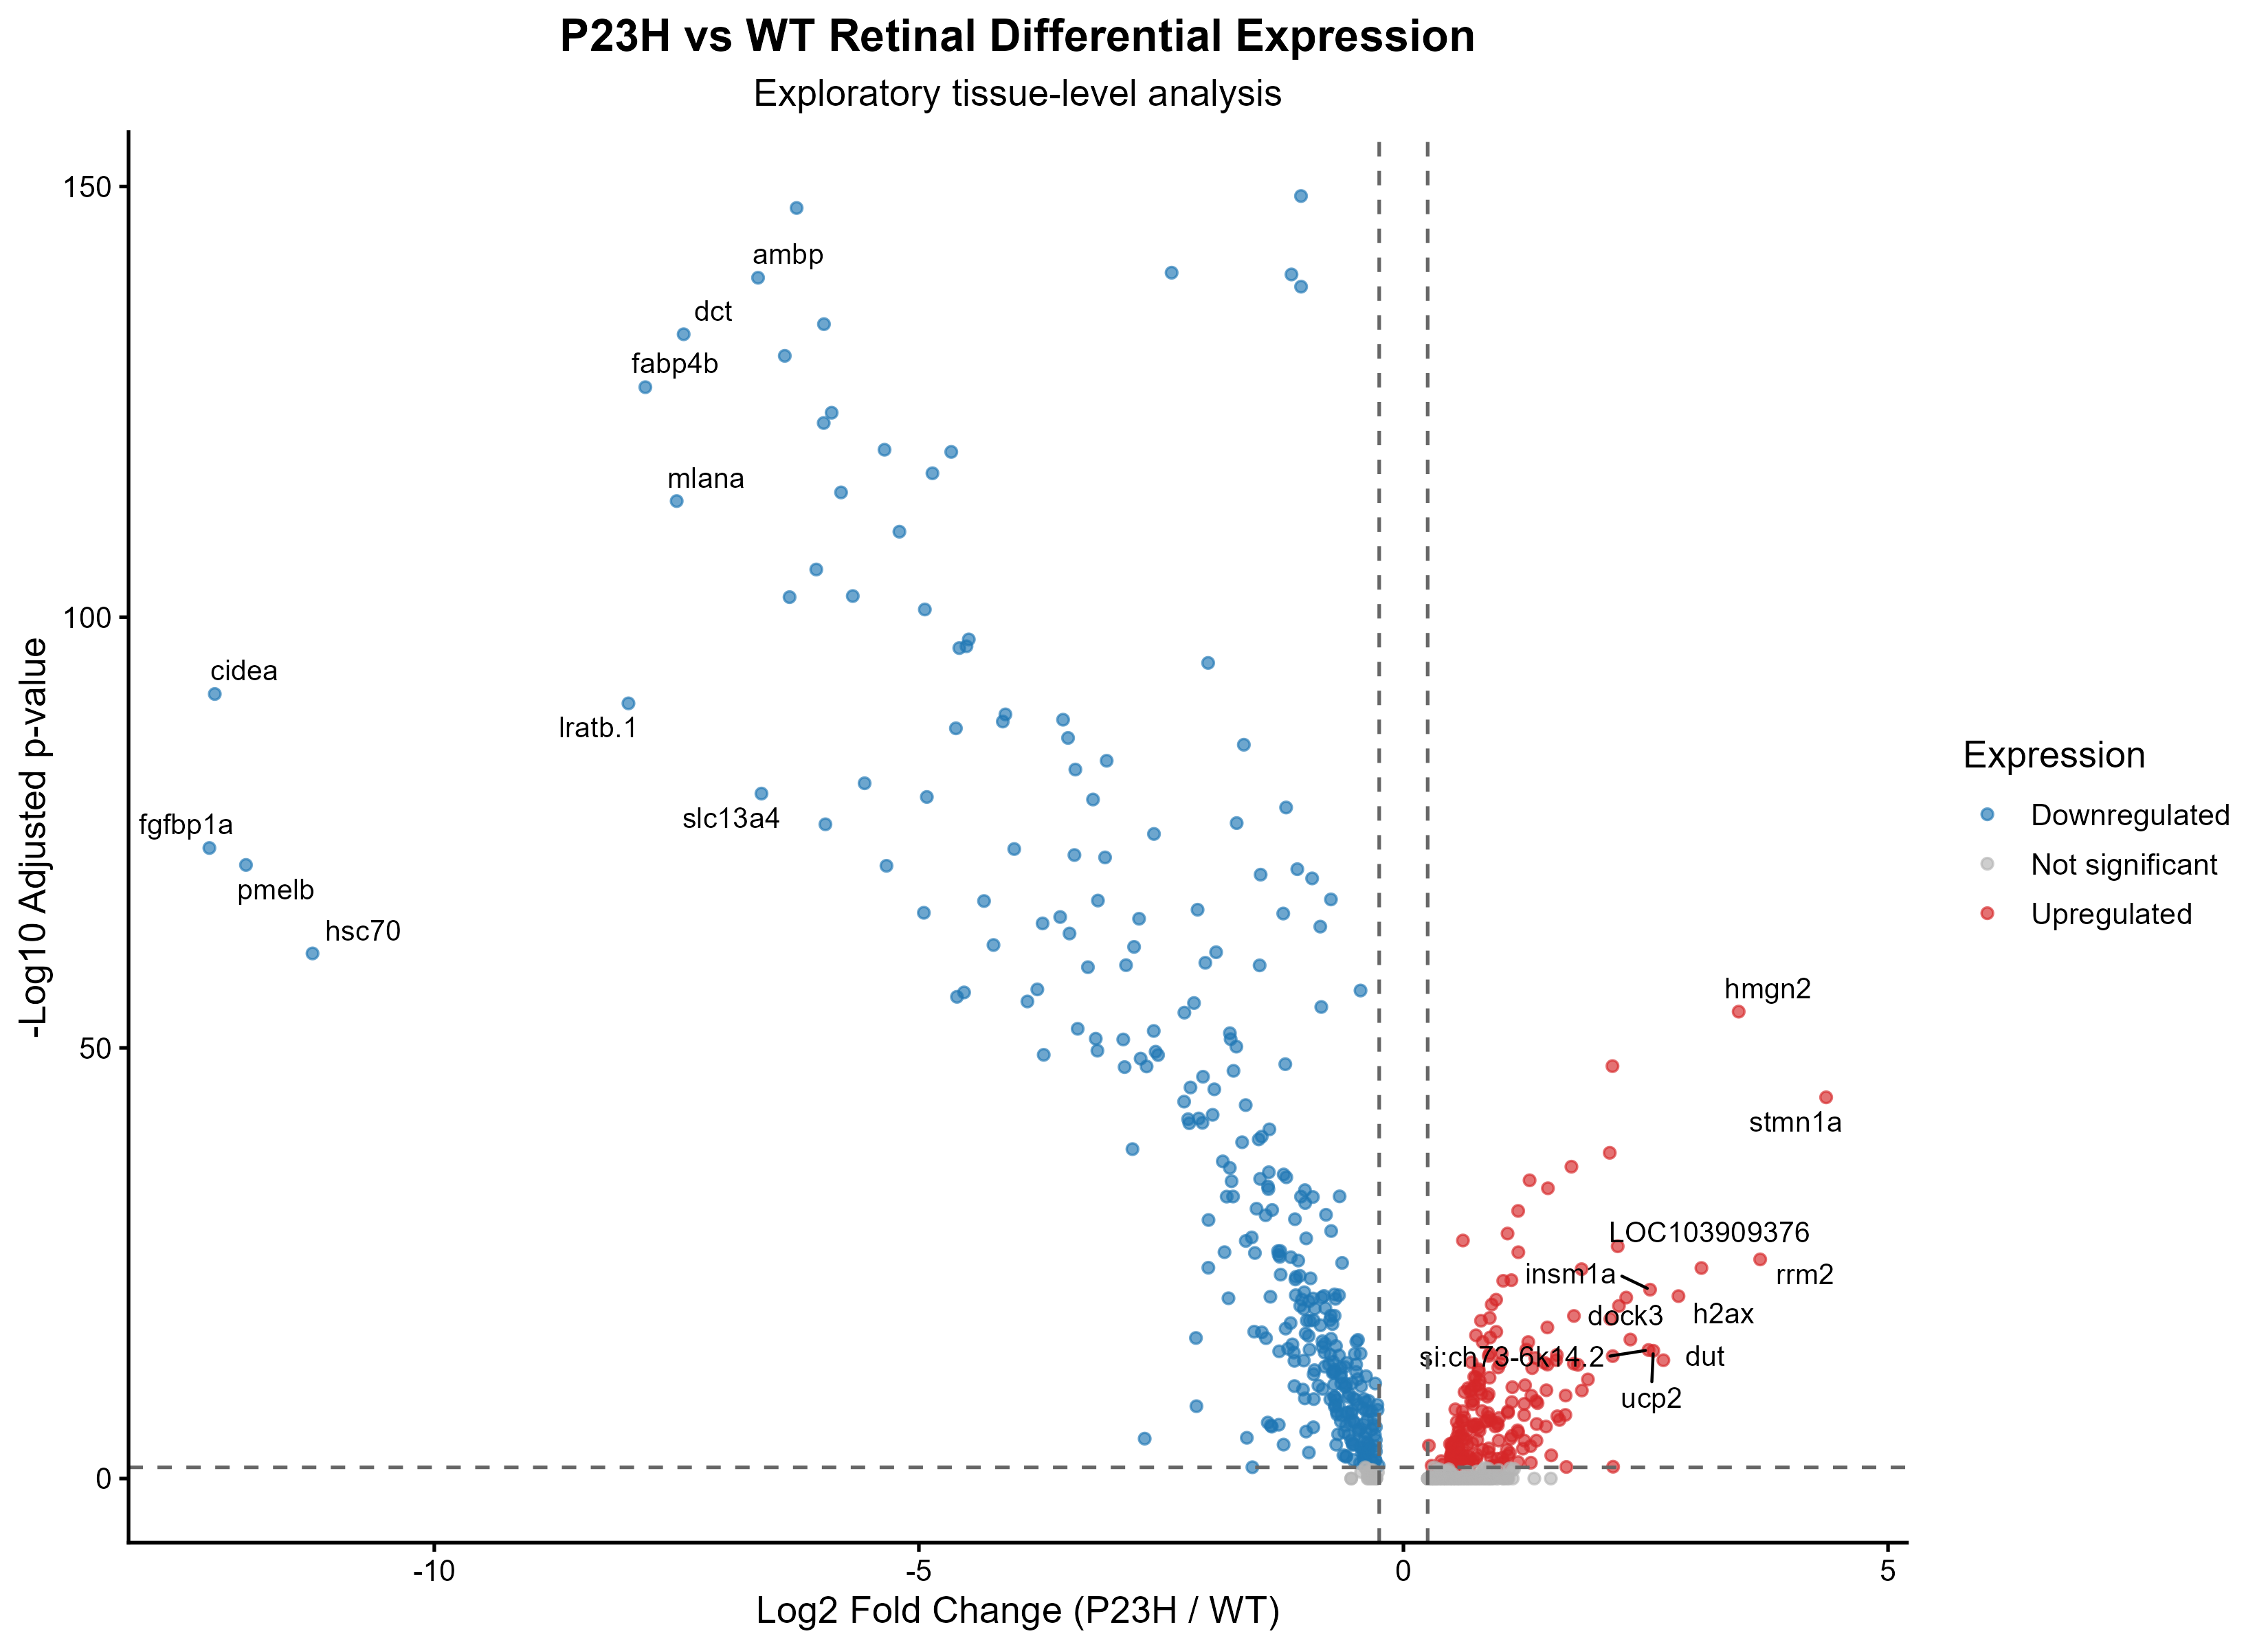 P23H vs WT Retinal Differential Expression
Exploratory tissue-level analysis
150
ambp
dct
fabp4b
mlana
100
cidea
lratb.1
slc13a4
fgfbp1a
pmelb
hsc70
-Log10 Adjusted p-value
50
hmgn2
stmn1a
LOC103909376
insm1a
rrm2
dock3
h2ax
si:ch73-6k14.2
dut
ucp2
0
-10
-5
0
5
Log2 Fold Change (P23H / WT)
Expression
Downregulated
Not significant
Upregulated